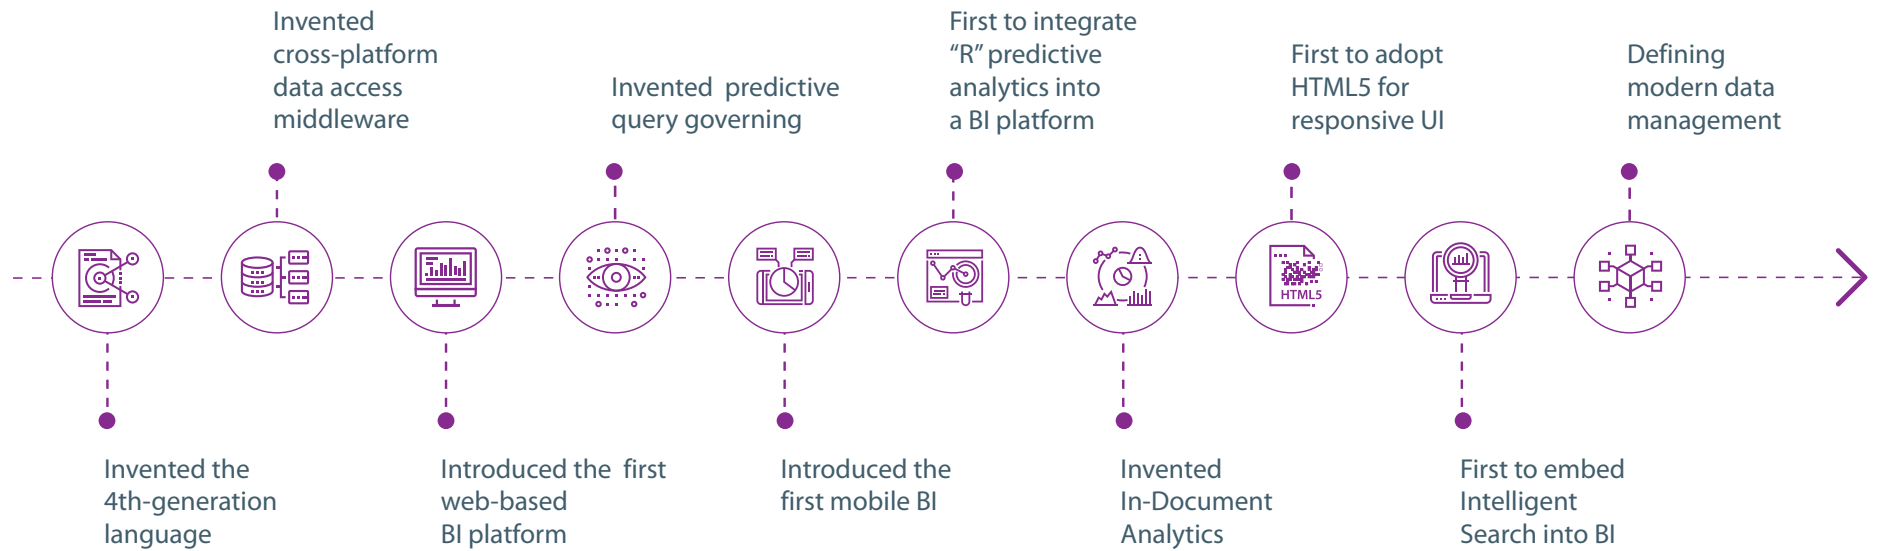 Invented the
4th-generation
language
Invented
cross-platform
data access
middleware
Introduced the first
web-based
BI platform
Invented predictive
query governing
Introduced the
first mobile BI
First to integrate
“R” predictive
analytics into
a BI platform
Invented
In-Document
Analytics
First to adopt
HTML5 for
responsive UI
HTML5
First to embed
Intelligent
Search into BI
Defining
modern data
management